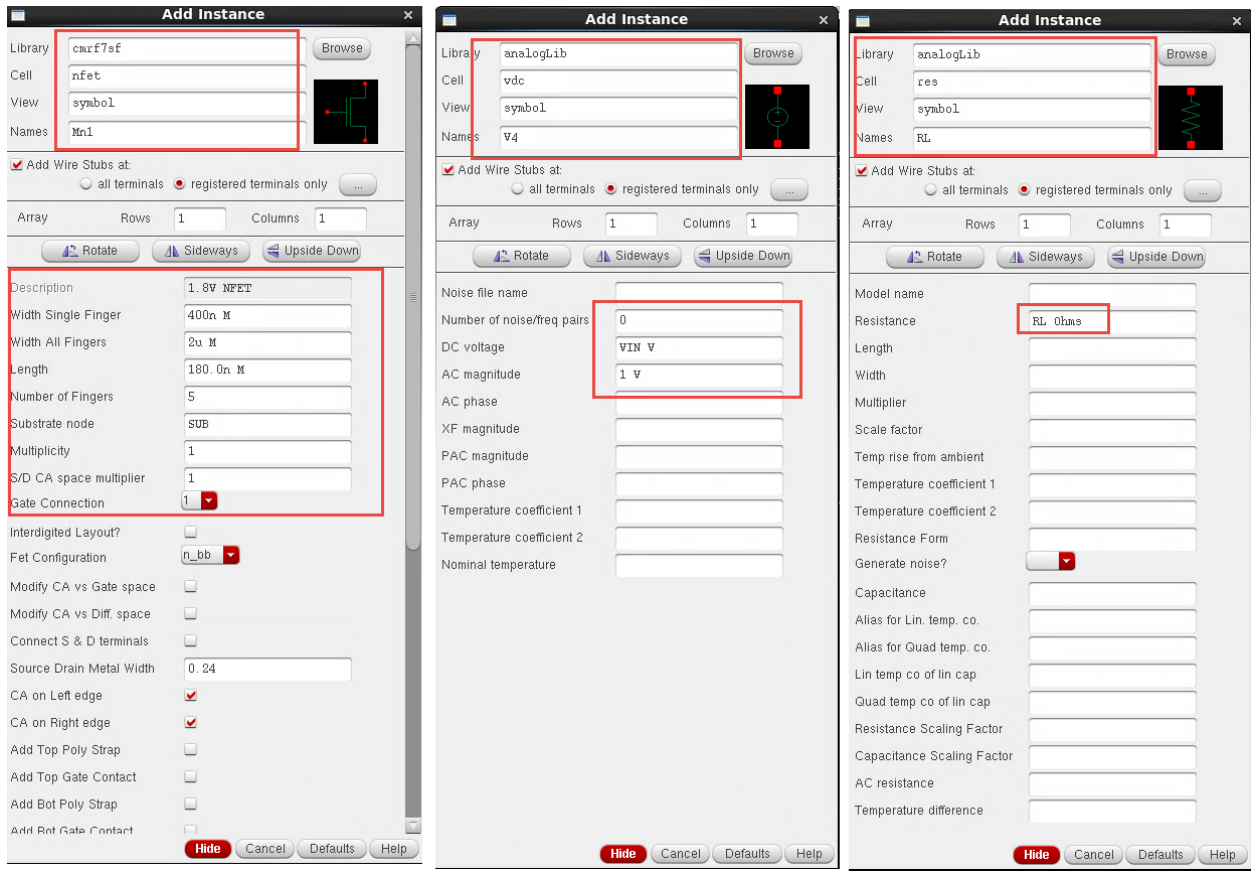 Add Instance
Library cmrf7sf Browse
Cell nfet
View symbol
Names Mn1
Add Wire Stubs at:
all terminals registered terminals only ...
Array Rows 1 Columns 1
Rotate Sideways Upside Down
Description 1.8V NFET
Width Single Finger 400n M
Width All Fingers 2u M
Length 180.0n M
Number of Fingers 5
Substrate node SUB
Multiplicity 1
S/D CA space multiplier 1
Gate Connection 1
Interdigited Layout?
Fet Configuration n_bb
Modify CA vs Gate space
Modify CA vs Diff. space
Connect S & D terminals
Source Drain Metal Width 0.24
CA on Left edge
CA on Right edge
Add Top Poly Strap
Add Top Gate Contact
Add Bot Poly Strap
Add Bot Gate Contact
Hide Cancel Defaults Help
Add Instance
Library analogLib Browse
Cell vdc
View symbol
Names V4
Add Wire Stubs at:
all terminals registered terminals only ...
Array Rows 1 Columns 1
Rotate Sideways Upside Down
Noise file name
Number of noise/freq pairs 0
DC voltage VIN V
AC magnitude 1 V
AC phase
XF magnitude
PAC magnitude
PAC phase
Temperature coefficient 1
Temperature coefficient 2
Nominal temperature
Hide Cancel Defaults Help
Add Instance
Library analogLib Browse
Cell res
View symbol
Names RL
Add Wire Stubs at:
all terminals registered terminals only ...
Array Rows 1 Columns 1
Rotate Sideways Upside Down
Model name
Resistance RL Ohms
Length
Width
Multiplier
Scale factor
Temp rise from ambient
Temperature coefficient 1
Temperature coefficient 2
Resistance Form
Generate noise?
Capacitance
Alias for Lin. temp. co.
Alias for Quad temp. co.
Lin temp co of lin cap
Quad temp co of lin cap
Resistance Scaling Factor
Capacitance Scaling Factor
AC resistance
Temperature difference
Hide Cancel Defaults Help